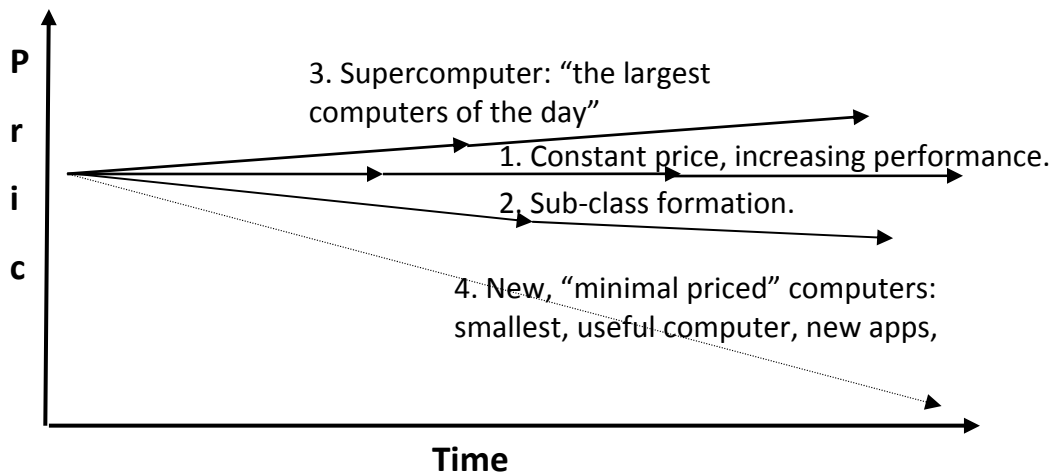 P
r
i
c
3. Supercomputer: “the largest
computers of the day”
1. Constant price, increasing performance.
2. Sub-class formation.
4. New, “minimal priced” computers:
smallest, useful computer, new apps,
Time